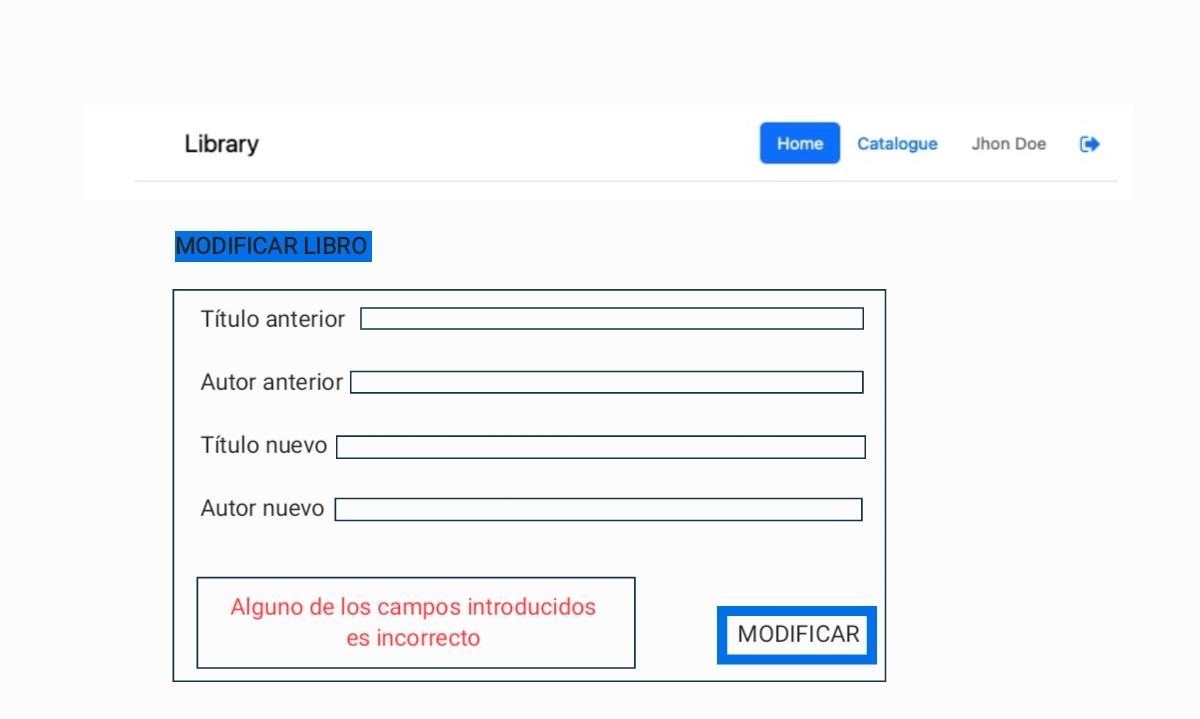 Library
Home
Catalogue
Jhon Doe
MODIFICAR LIBRO
Título anterior
Autor anterior
Título nuevo
Autor nuevo
Alguno de los campos introducidos
es incorrecto
MODIFICAR